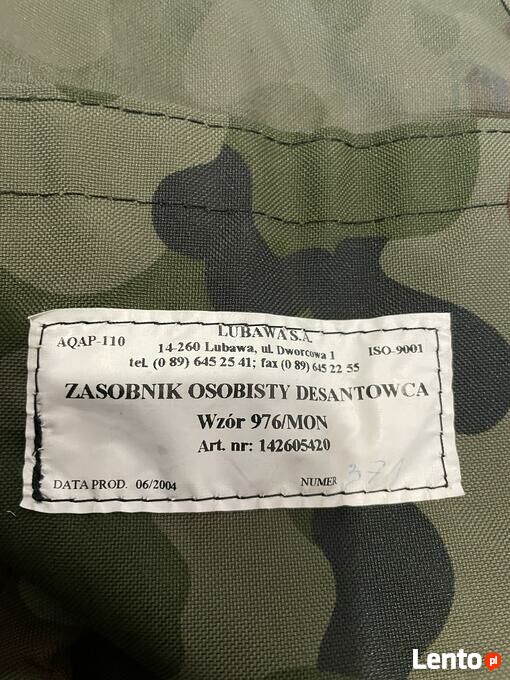 LUBAWA S.A.
AQAP-110
14-260 Lubawa, ul. Dworcowa 1
ISO-9001
tel. (0 89) 645 25 41; fax (0 89) 645 22 55
ZASOBNIK OSOBISTY DESANTOWCA
Wzór 976/MON
Art. nr: 142605420
DATA PROD. 06/2004
NUMER 371
Lento.pl